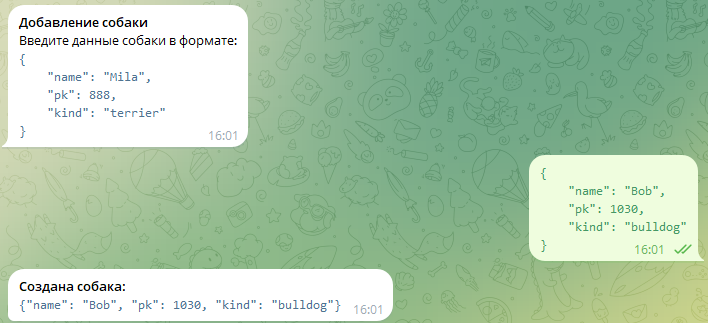 Добавление собаки
Введите данные собаки в формате:
{
    "name": "Mila",
    "pk": 888,
    "kind": "terrier"
}
16:01
{
    "name": "Bob",
    "pk": 1030,
    "kind": "bulldog"
}
16:01
Создана собака:
{"name": "Bob", "pk": 1030, "kind": "bulldog"}
16:01